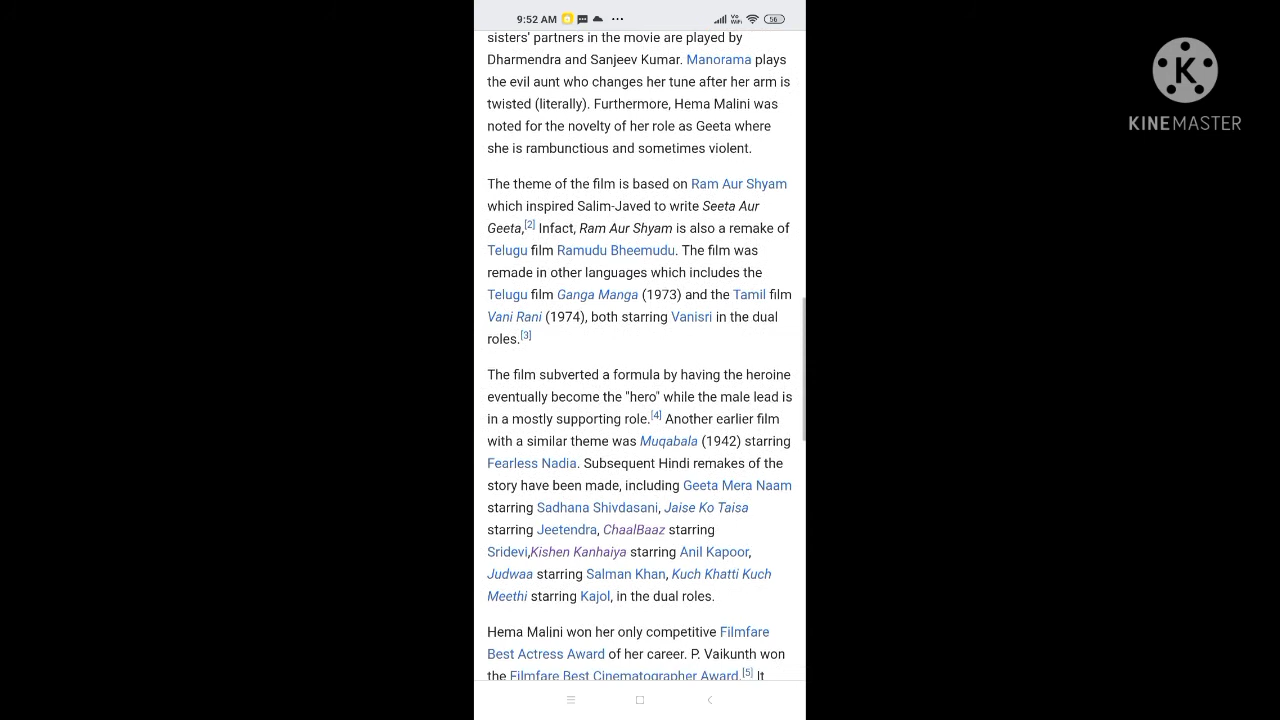 9:52 AM
Vo
WiFi
56
sisters' partners in the movie are played by
Dharmendra and Sanjeev Kumar. Manorama plays
the evil aunt who changes her tune after her arm is
twisted (literally). Furthermore, Hema Malini was
noted for the novelty of her role as Geeta where
she is rambunctious and sometimes violent.
The theme of the film is based on Ram Aur Shyam
which inspired Salim-Javed to write Seeta Aur
Geeta,[2] Infact, Ram Aur Shyam is also a remake of
Telugu film Ramudu Bheemudu. The film was
remade in other languages which includes the
Telugu film Ganga Manga (1973) and the Tamil film
Vani Rani (1974), both starring Vanisri in the dual
roles.[3]
The film subverted a formula by having the heroine
eventually become the "hero" while the male lead is
in a mostly supporting role.[4] Another earlier film
with a similar theme was Muqabala (1942) starring
Fearless Nadia. Subsequent Hindi remakes of the
story have been made, including Geeta Mera Naam
starring Sadhana Shivdasani, Jaise Ko Taisa
starring Jeetendra, ChaalBaaz starring
Sridevi,Kishen Kanhaiya starring Anil Kapoor,
Judwaa starring Salman Khan, Kuch Khatti Kuch
Meethi starring Kajol, in the dual roles.
Hema Malini won her only competitive Filmfare
Best Actress Award of her career. P. Vaikunth won
the Filmfare Best Cinematographer Award.[5] It
K
KINEMASTER